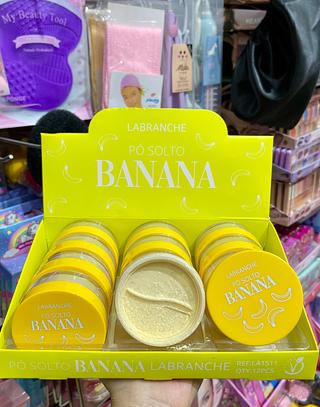 My Beauty Tool
LABRANCHE
PÓ SOLTO
BANANA
LABRANCHE
PÓ SOLTO
BANANA
LABRANCHE
PÓ SOLTO
BANANA
PÓ SOLTO BANANA LABRANCHE
REF:LA1511
QTY:12PCS